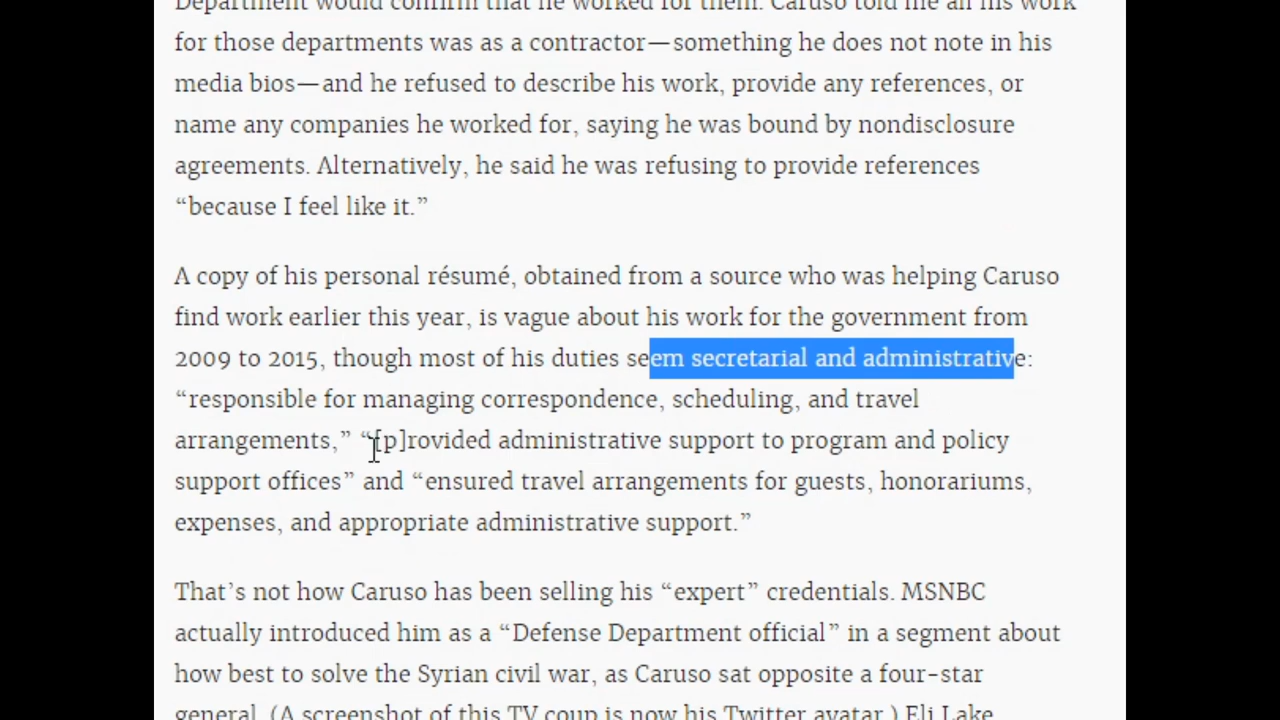 Department would confirm that he worked for them. Caruso told me all his work
for those departments was as a contractor—something he does not note in his
media bios—and he refused to describe his work, provide any references, or
name any companies he worked for, saying he was bound by nondisclosure
agreements. Alternatively, he said he was refusing to provide references
“because I feel like it.”
A copy of his personal résumé, obtained from a source who was helping Caruso
find work earlier this year, is vague about his work for the government from
2009 to 2015, though most of his duties seem secretarial and administrative:
“responsible for managing correspondence, scheduling, and travel
arrangements,” “[p]rovided administrative support to program and policy
support offices” and “ensured travel arrangements for guests, honorariums,
expenses, and appropriate administrative support.”
That’s not how Caruso has been selling his “expert” credentials. MSNBC
actually introduced him as a “Defense Department official” in a segment about
how best to solve the Syrian civil war, as Caruso sat opposite a four-star
general. (A screenshot of this TV coup is now his Twitter avatar.) Eli Lake